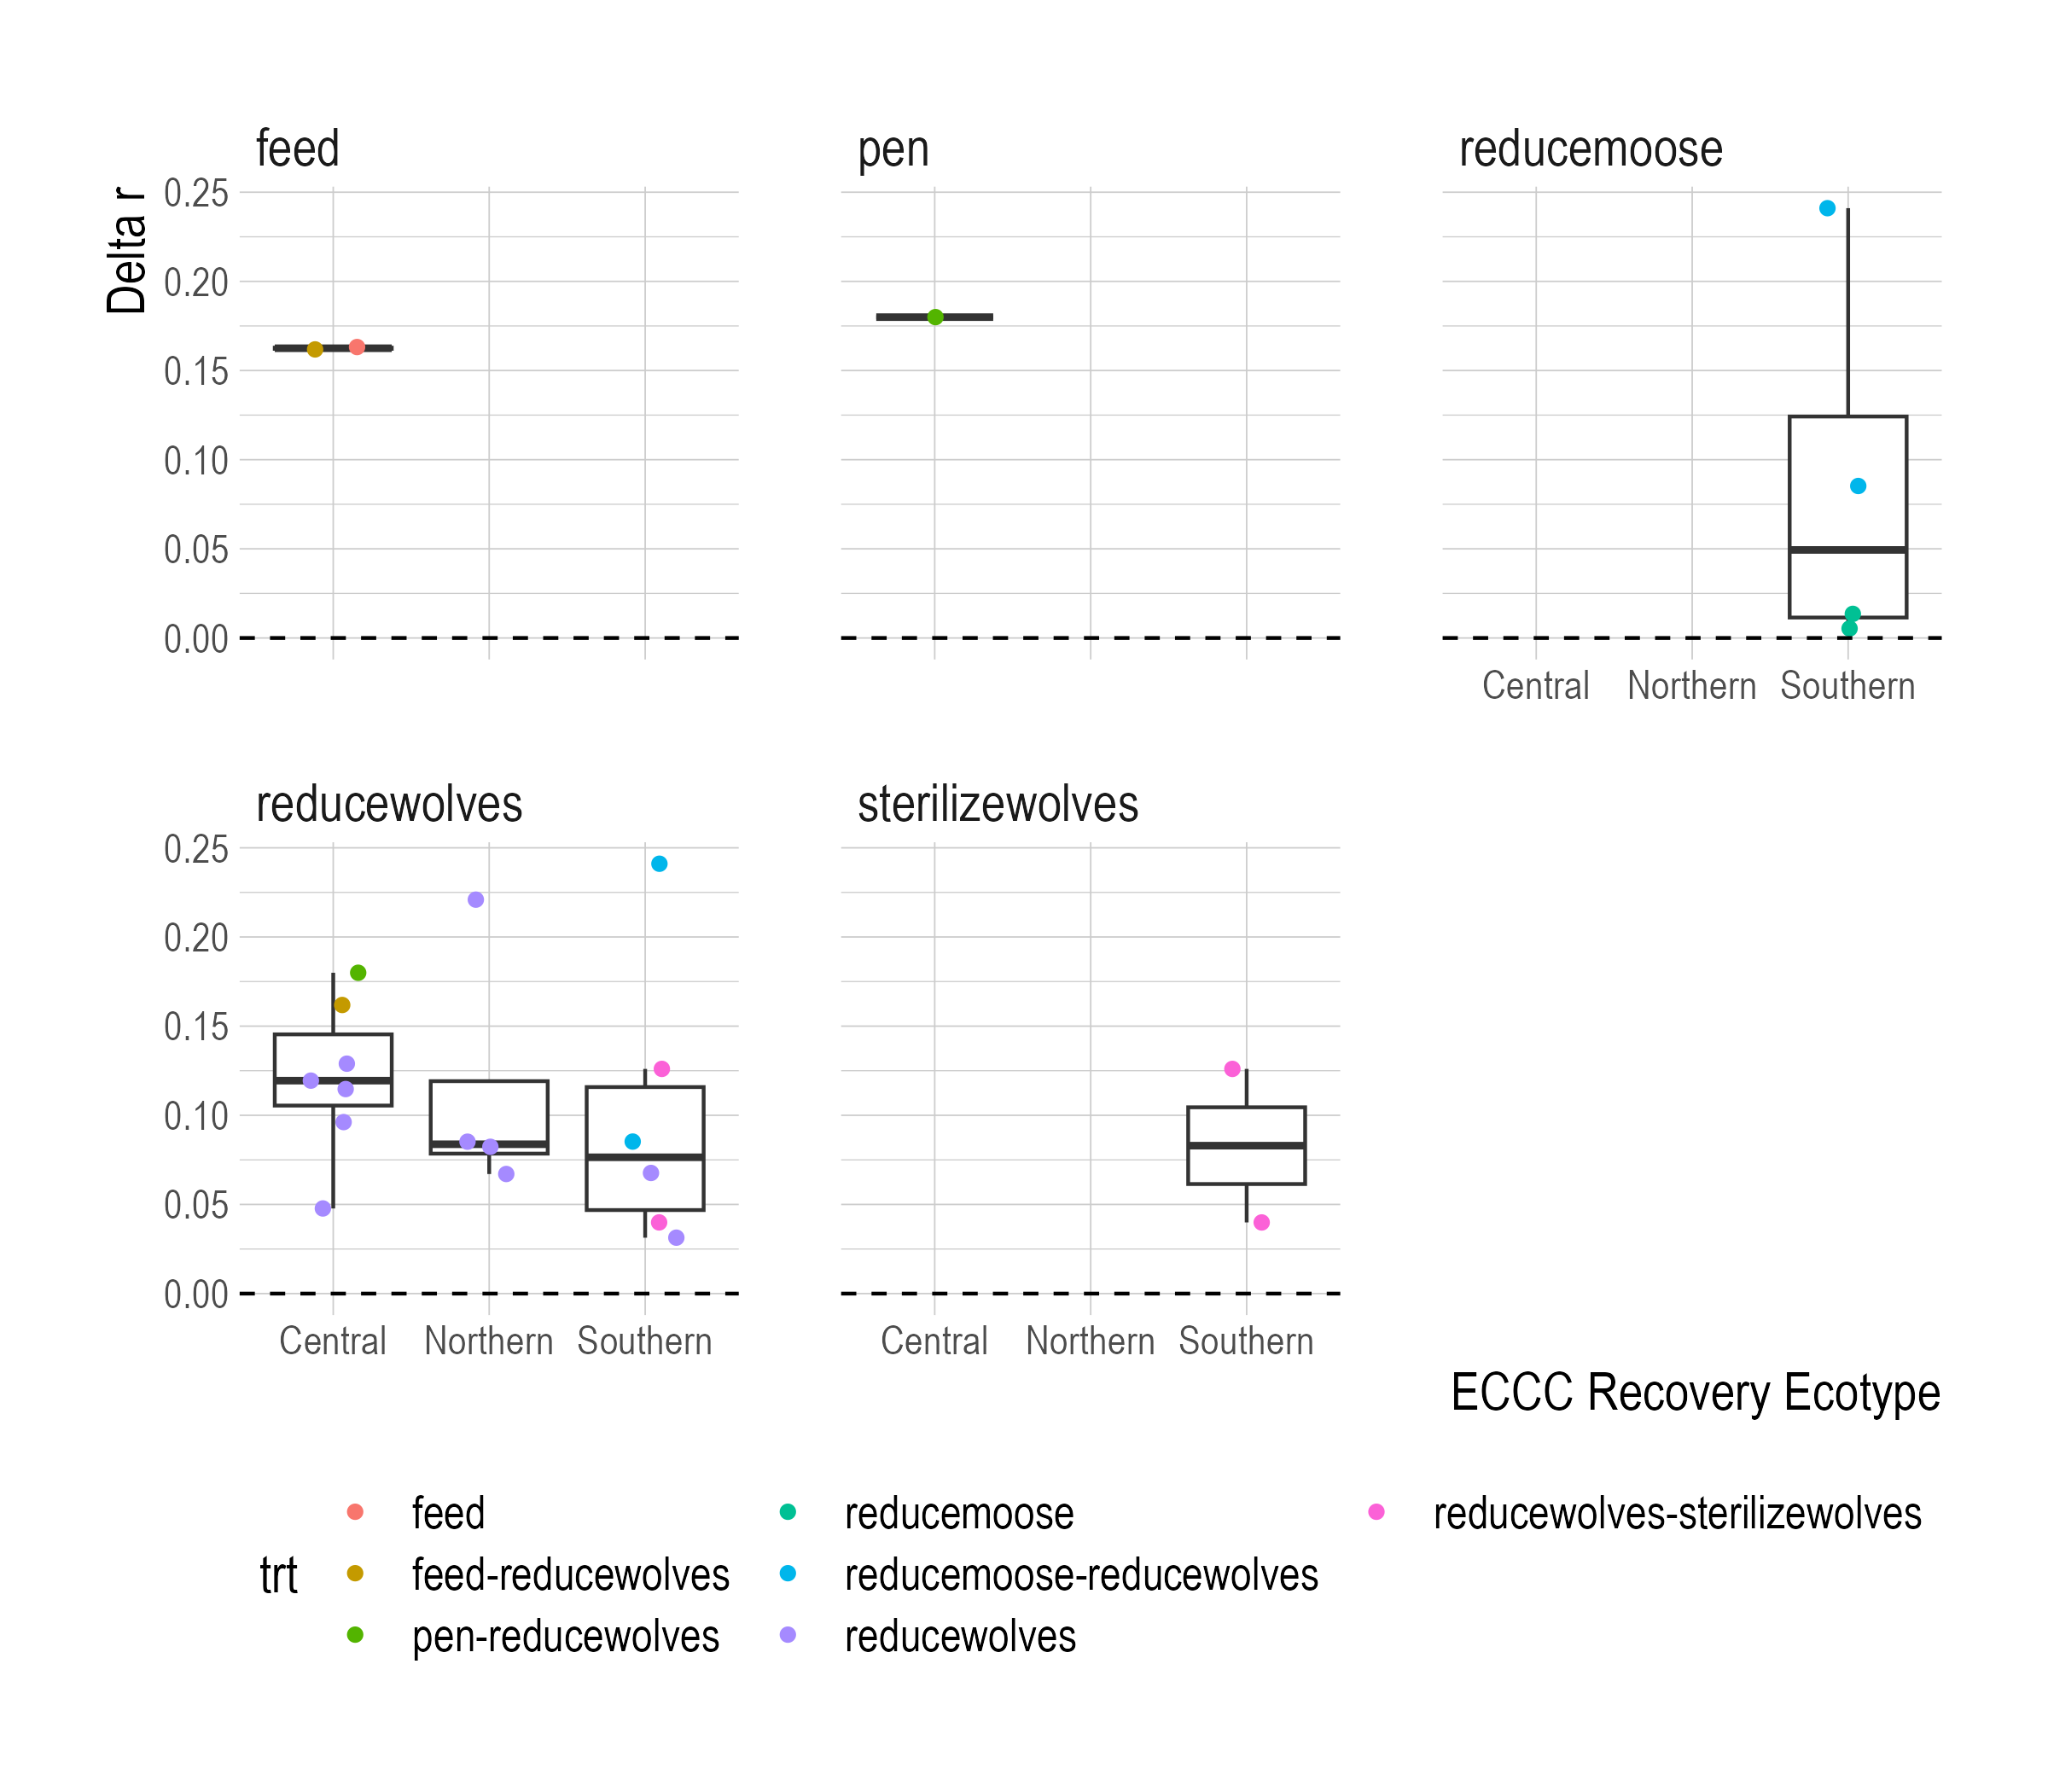 feed
pen
reducemoose
Delta r
0.25
0.20
0.15
0.10
0.05
0.00
Central Northern Southern
reducewolves
sterilizewolves
0.25
0.20
0.15
0.10
0.05
0.00
Central Northern Southern
Central Northern Southern
ECCC Recovery Ecotype
trt
feed
feed-reducewolves
pen-reducewolves
reducemoose
reducemoose-reducewolves
reducewolves
reducewolves-sterilizewolves